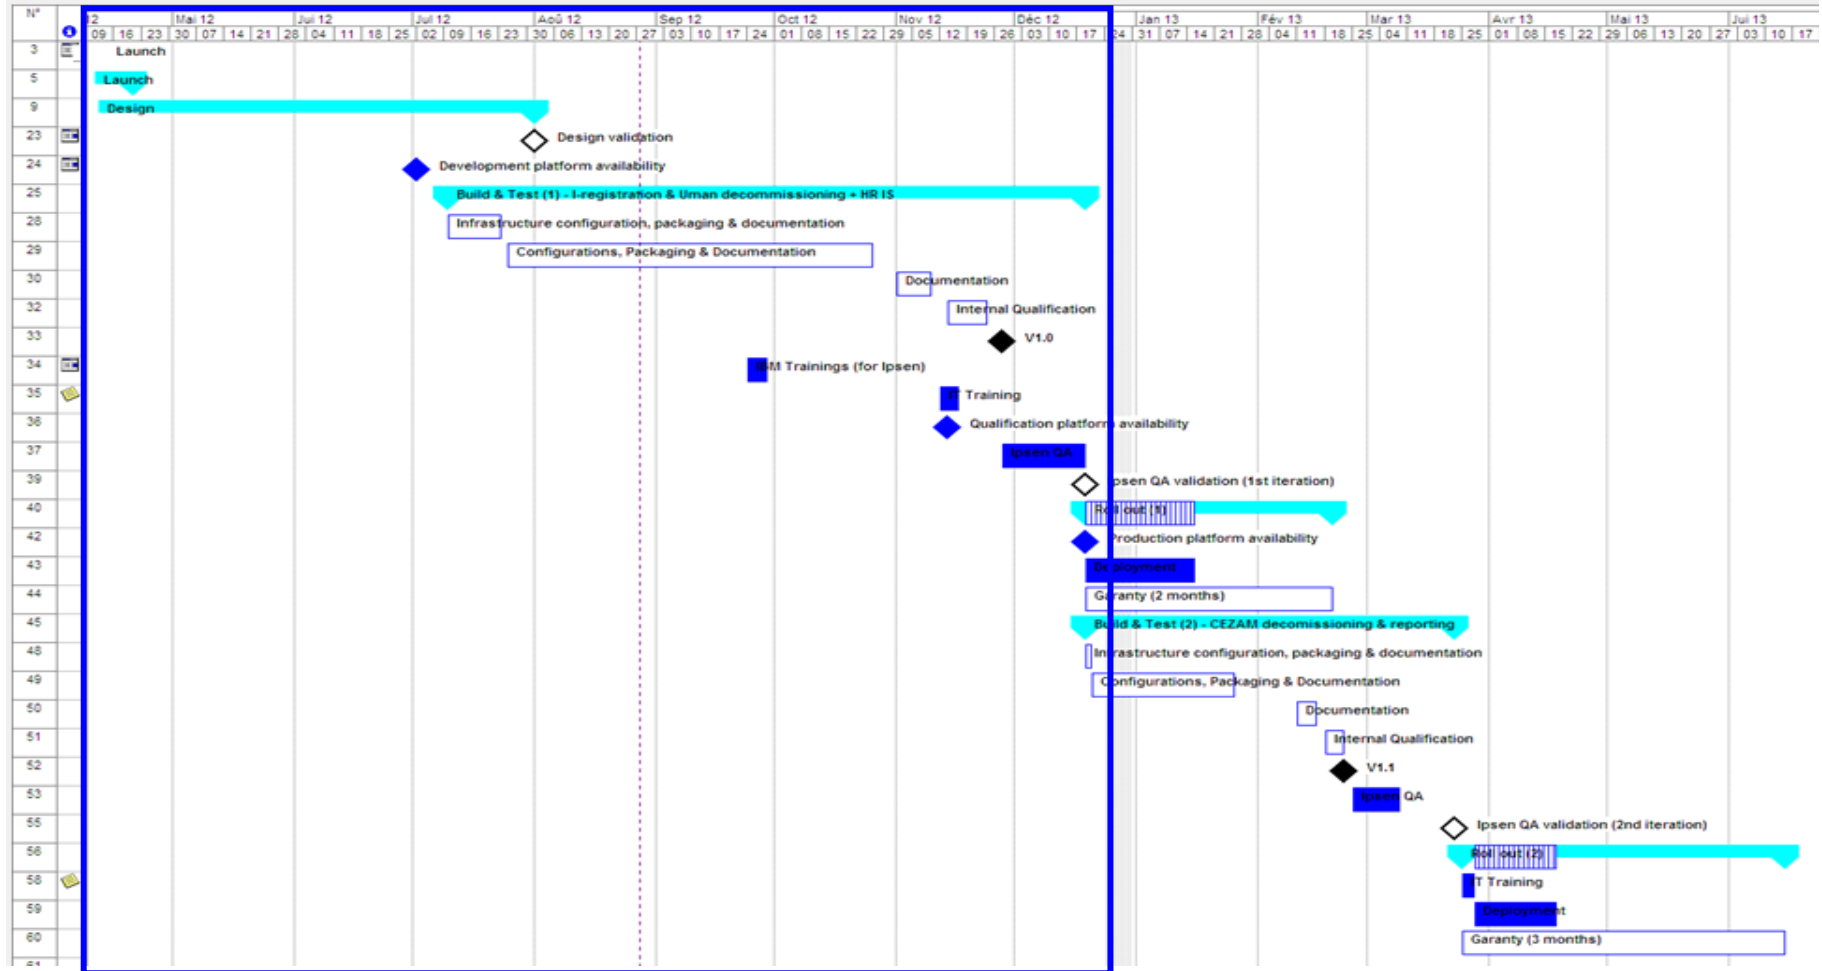 N° 12 Mai 12 Jui 12 Jul 12 Aoû 12 Sep 12 Oct 12 Nov 12 Déc 12 Jan 13 Fév 13 Mar 13 Avr 13 Mai 13 Jui 13
09 16 23 30 07 14 21 28 04 11 18 25 02 09 16 23 30 06 13 20 27 03 10 17 24 01 08 15 22 29 05 12 19 26 03 10 17 24 31 07 14 21 28 04 11 18 25 04 11 18 25 01 08 15 22 29 06 13 20 27 03 10 17
3 Launch
5 Launch
9 Design
23 Design validation
24 Development platform availability
25 Build & Test (1) - I-registration & Uman decommissioning + HR IS
28 Infrastructure configuration, packaging & documentation
29 Configurations, Packaging & Documentation
30 Documentation
32 Internal Qualification
33 V1.0
34 IBM Trainings (for Ipsen)
35 IT Training
36 Qualification platform availability
37 Ipsen QA
39 Ipsen QA validation (1st iteration)
40 Roll out (1)
42 Production platform availability
43 Deployment
44 Garanty (2 months)
45 Build & Test (2) - CEZAM decomissioning & reporting
48 Infrastructure configuration, packaging & documentation
49 Configurations, Packaging & Documentation
50 Documentation
51 Internal Qualification
52 V1.1
53 Ipsen QA
55 Ipsen QA validation (2nd iteration)
56 Roll out (2)
58 IT Training
59 Deployment
60 Garanty (3 months)
61